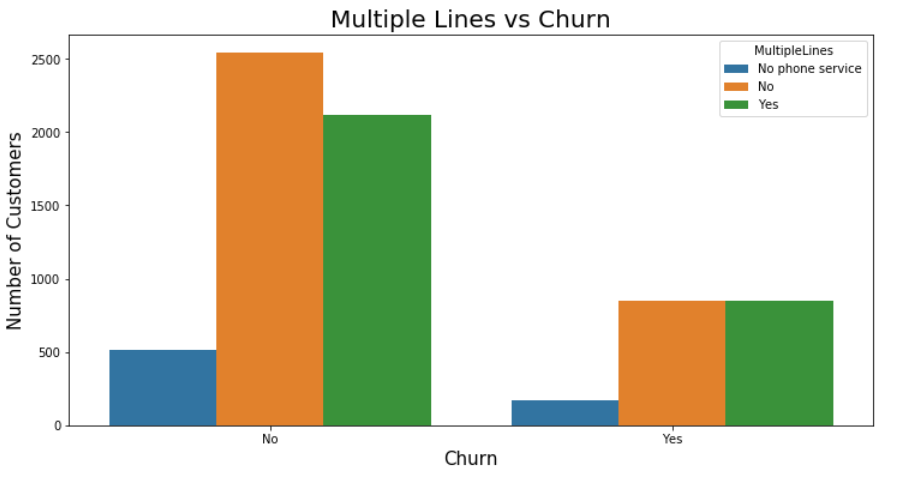 Multiple Lines vs Churn
MultipleLines
No phone service
No
Yes
Number of Customers
2500
2000
1500
1000
500
0
No
Yes
Churn